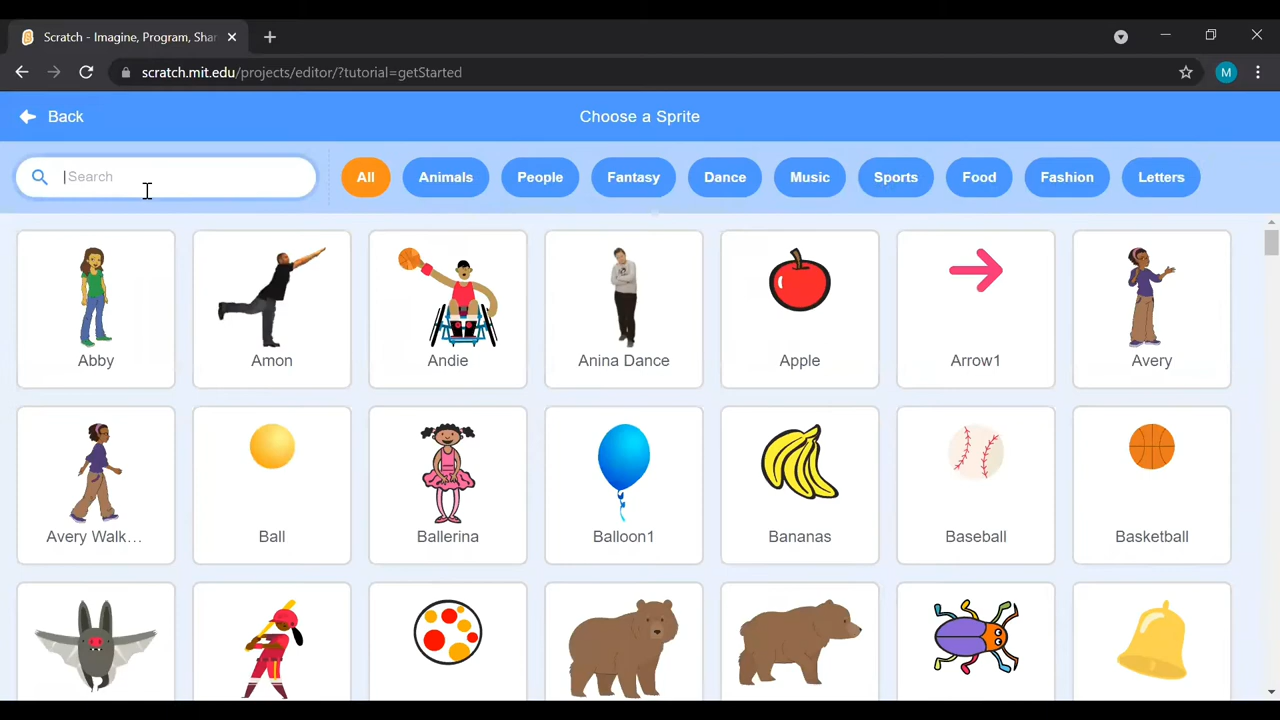 Scratch - Imagine, Program, Shar
scratch.mit.edu/projects/editor/?tutorial=getStarted
M
Back
Choose a Sprite
Search
All
Animals
People
Fantasy
Dance
Music
Sports
Food
Fashion
Letters
Abby
Amon
Andie
Anina Dance
Apple
Arrow1
Avery
Avery Walk...
Ball
Ballerina
Balloon1
Bananas
Baseball
Basketball